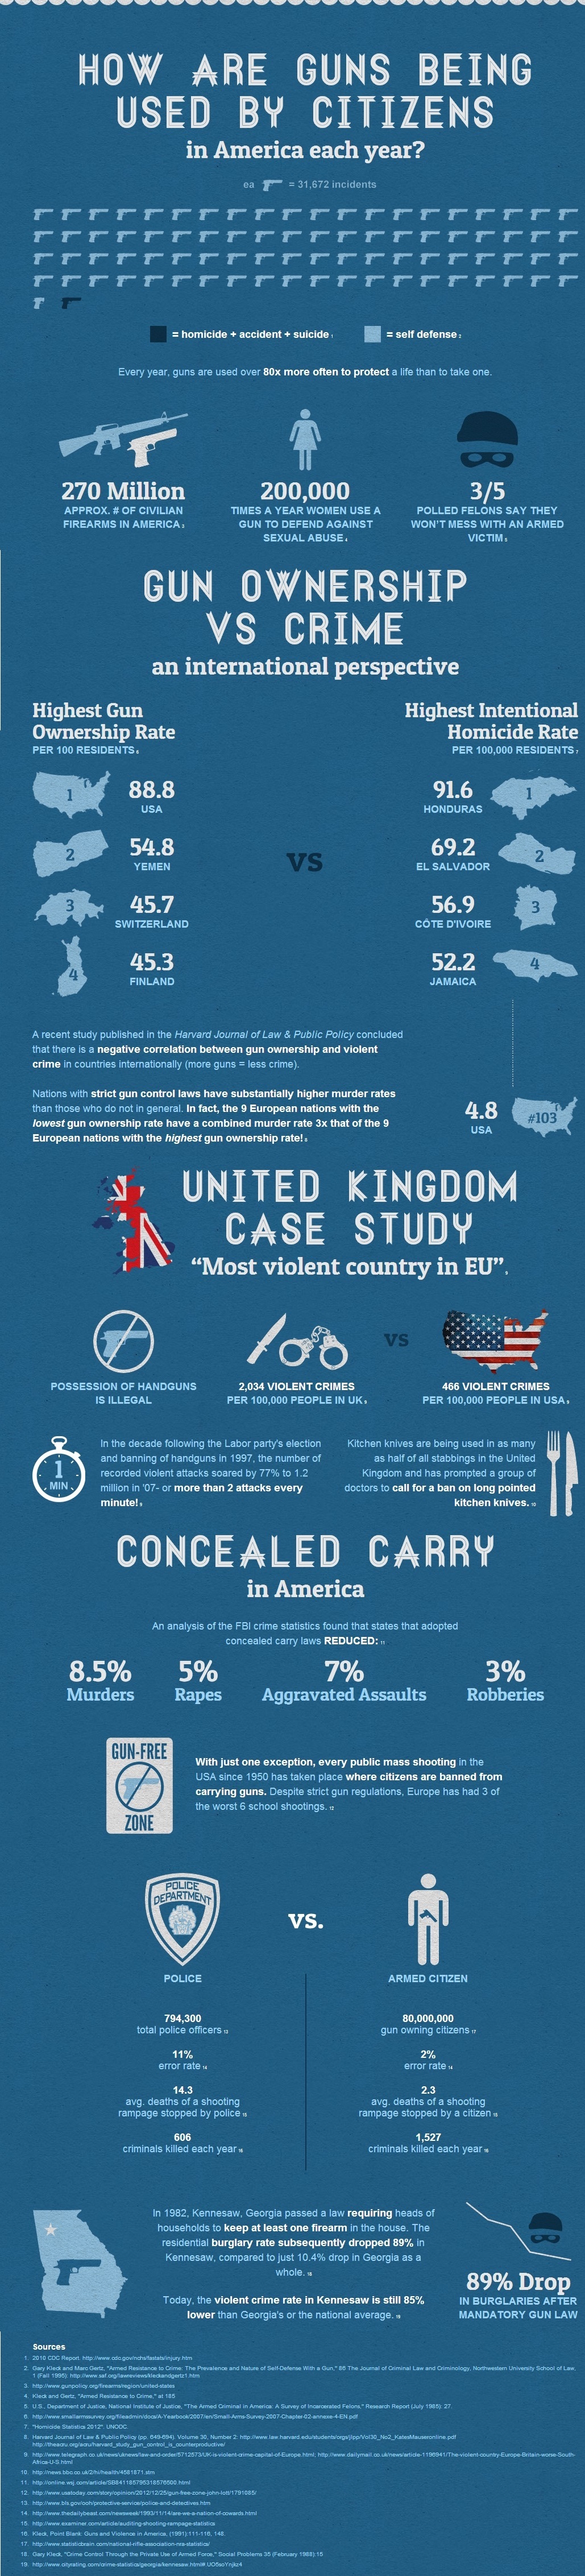 HOW ARE GUNS BEING
USED BY CITIZENS
in America each year?
ea = 31,672 incidents
= homicide + accident + suicide 1
= self defense 2
Every year, guns are used over 80x more often to protect a life than to take one.
270 Million
APPROX. # OF CIVILIAN
FIREARMS IN AMERICA 3
200,000
TIMES A YEAR WOMEN USE A
GUN TO DEFEND AGAINST
SEXUAL ABUSE 4
3/5
POLLED FELONS SAY THEY
WON'T MESS WITH AN ARMED
VICTIM 5
GUN OWNERSHIP
VS CRIME
an international perspective
Highest Gun
Ownership Rate
PER 100 RESIDENTS 6
1
88.8
USA
2
54.8
YEMEN
3
45.7
SWITZERLAND
4
45.3
FINLAND
VS
Highest Intentional
Homicide Rate
PER 100,000 RESIDENTS 7
91.6
HONDURAS
1
69.2
EL SALVADOR
2
56.9
CÔTE D'IVOIRE
3
52.2
JAMAICA
4
A recent study published in the Harvard Journal of Law & Public Policy concluded
that there is a negative correlation between gun ownership and violent
crime in countries internationally (more guns = less crime).
Nations with strict gun control laws have substantially higher murder rates
than those who do not in general. In fact, the 9 European nations with the
lowest gun ownership rate have a combined murder rate 3x that of the 9
European nations with the highest gun ownership rate! 8
4.8
USA
#103
UNITED KINGDOM
CASE STUDY
"Most violent country in EU"
POSSESSION OF HANDGUNS
IS ILLEGAL
2,034 VIOLENT CRIMES
PER 100,000 PEOPLE IN UK 9
VS
466 VIOLENT CRIMES
PER 100,000 PEOPLE IN USA 9
1
MIN
In the decade following the Labor party's election
and banning of handguns in 1997, the number of
recorded violent attacks soared by 77% to 1.2
million in '07- or more than 2 attacks every
minute! 9
Kitchen knives are being used in as many
as half of all stabbings in the United
Kingdom and has prompted a group of
doctors to call for a ban on long pointed
kitchen knives. 10
CONCEALED CARRY
in America
An analysis of the FBI crime statistics found that states that adopted
concealed carry laws REDUCED: 11
8.5%
Murders
5%
Rapes
7%
Aggravated Assaults
3%
Robberies
GUN-FREE
ZONE
With just one exception, every public mass shooting in the
USA since 1950 has taken place where citizens are banned from
carrying guns. Despite strict gun regulations, Europe has had 3 of
the worst 6 school shootings. 12
POLICE
DEPARTMENT
VS.
POLICE
794,300
total police officers 13
11%
error rate 14
14.3
avg. deaths of a shooting
rampage stopped by police 15
606
criminals killed each year 16
ARMED CITIZEN
80,000,000
gun owning citizens 17
2%
error rate 14
2.3
avg. deaths of a shooting
rampage stopped by a citizen 15
1,527
criminals killed each year 16
In 1982, Kennesaw, Georgia passed a law requiring heads of
households to keep at least one firearm in the house. The
residential burglary rate subsequently dropped 89% in
Kennesaw, compared to just 10.4% drop in Georgia as a
whole. 18
Today, the violent crime rate in Kennesaw is still 85%
lower than Georgia's or the national average. 19
89% Drop
IN BURGLARIES AFTER
MANDATORY GUN LAW
Sources
1. 2010 CDC Report. http://www.cdc.gov/nchs/fastats/injury.htm
2. Gary Kleck and Marc Gertz, "Armed Resistance to Crime: The Prevalence and Nature of Self-Defense With a Gun," 86 The Journal of Criminal Law and Criminology, Northwestern University School of Law,
1 (Fall 1995) http://www.saf.org/lawreviews/kleckandgertz1.htm
3. http://www.gunpolicy.org/firearms/region/united-states
4. Kleck and Gertz, "Armed Resistance to Crime," at 185
5. U.S., Department of Justice, National Institute of Justice, "The Armed Criminal in America: A Survey of Incarcerated Felons," Research Report (July 1985): 27.
6. http://www.smallarmssurvey.org/fileadmin/docs/A-Yearbook/2007/en/Small-Arms-Survey-2007-Chapter-02-annexe-4-EN.pdf
7. "Homicide Statistics 2012". UNODC.
8. Harvard Journal of Law & Public Policy (pp. 649-694) Volume 30, Number 2: http://www.law.harvard.edu/students/orgs/jlpp/Vol30_No2_KatesMauseronline.pdf
http://theacru.org/acru/harvard_study_gun_control_is_counterproductive/
9. http://www.telegraph.co.uk/news/uknews/law-and-order/5712573/UK-is-violent-crime-capital-of-Europe.html;
10. http://news.bbc.co.uk/2/hi/health/4581871.stm
12. http://www.usatoday.com/story/opinion/2012/12/25/gun-free-zone-john-lott/1791085/
13. http://www.bls.gov/ooh/protective-service/police-and-detectives.htm
14. http://www.thedailybeast.com/newsweek/1993/11/14/are-we-a-nation-of-cowards.html
15. http://www.examiner.com/article/auditing-shooting-rampage-statistics
16. Kleck, Point Blank: Guns and Violence in America, (1991):111-116, 148.
17. http://www.statisticbrain.com/national-rifle-association-nra-statistics/
18. Gary Kleck, "Crime Control Through the Private Use of Armed Force," Social Problems 35 (February 1988):15